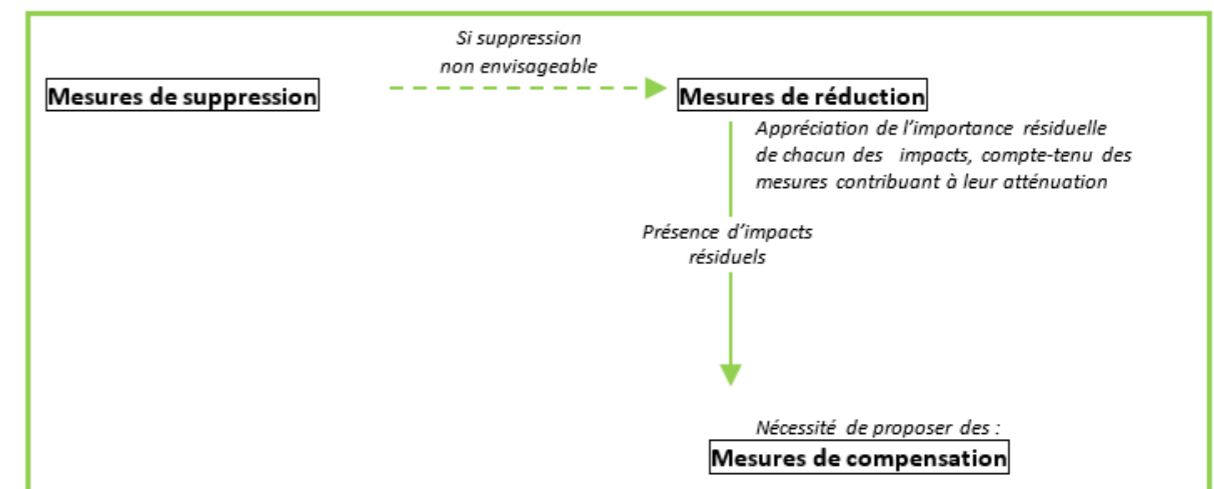 Si suppression
non envisageable
Mesures de suppression
Mesures de réduction
Appréciation de l'importance résiduelle
de chacun des impacts, compte-tenu des
mesures contribuant à leur atténuation
Présence d'impacts
résiduels
Nécessité de proposer des :
Mesures de compensation